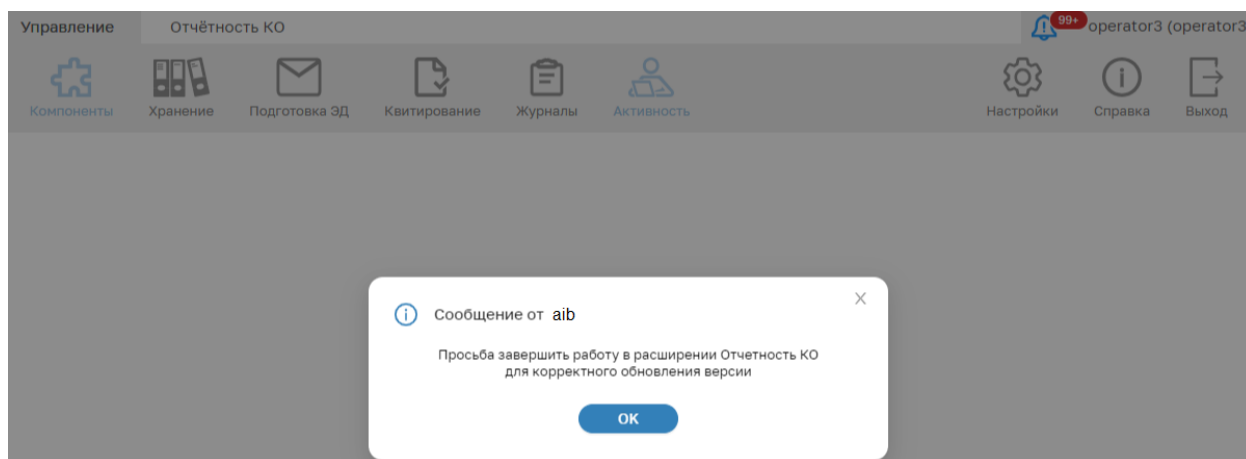 Управление Отчётность КО 99+ operator3 (operator3
Компоненты Хранение Подготовка ЭД Квитирование Журналы Активность Настройки Справка Выход
Сообщение от aib
Просьба завершить работу в расширении Отчетность КО
для корректного обновления версии
ОК